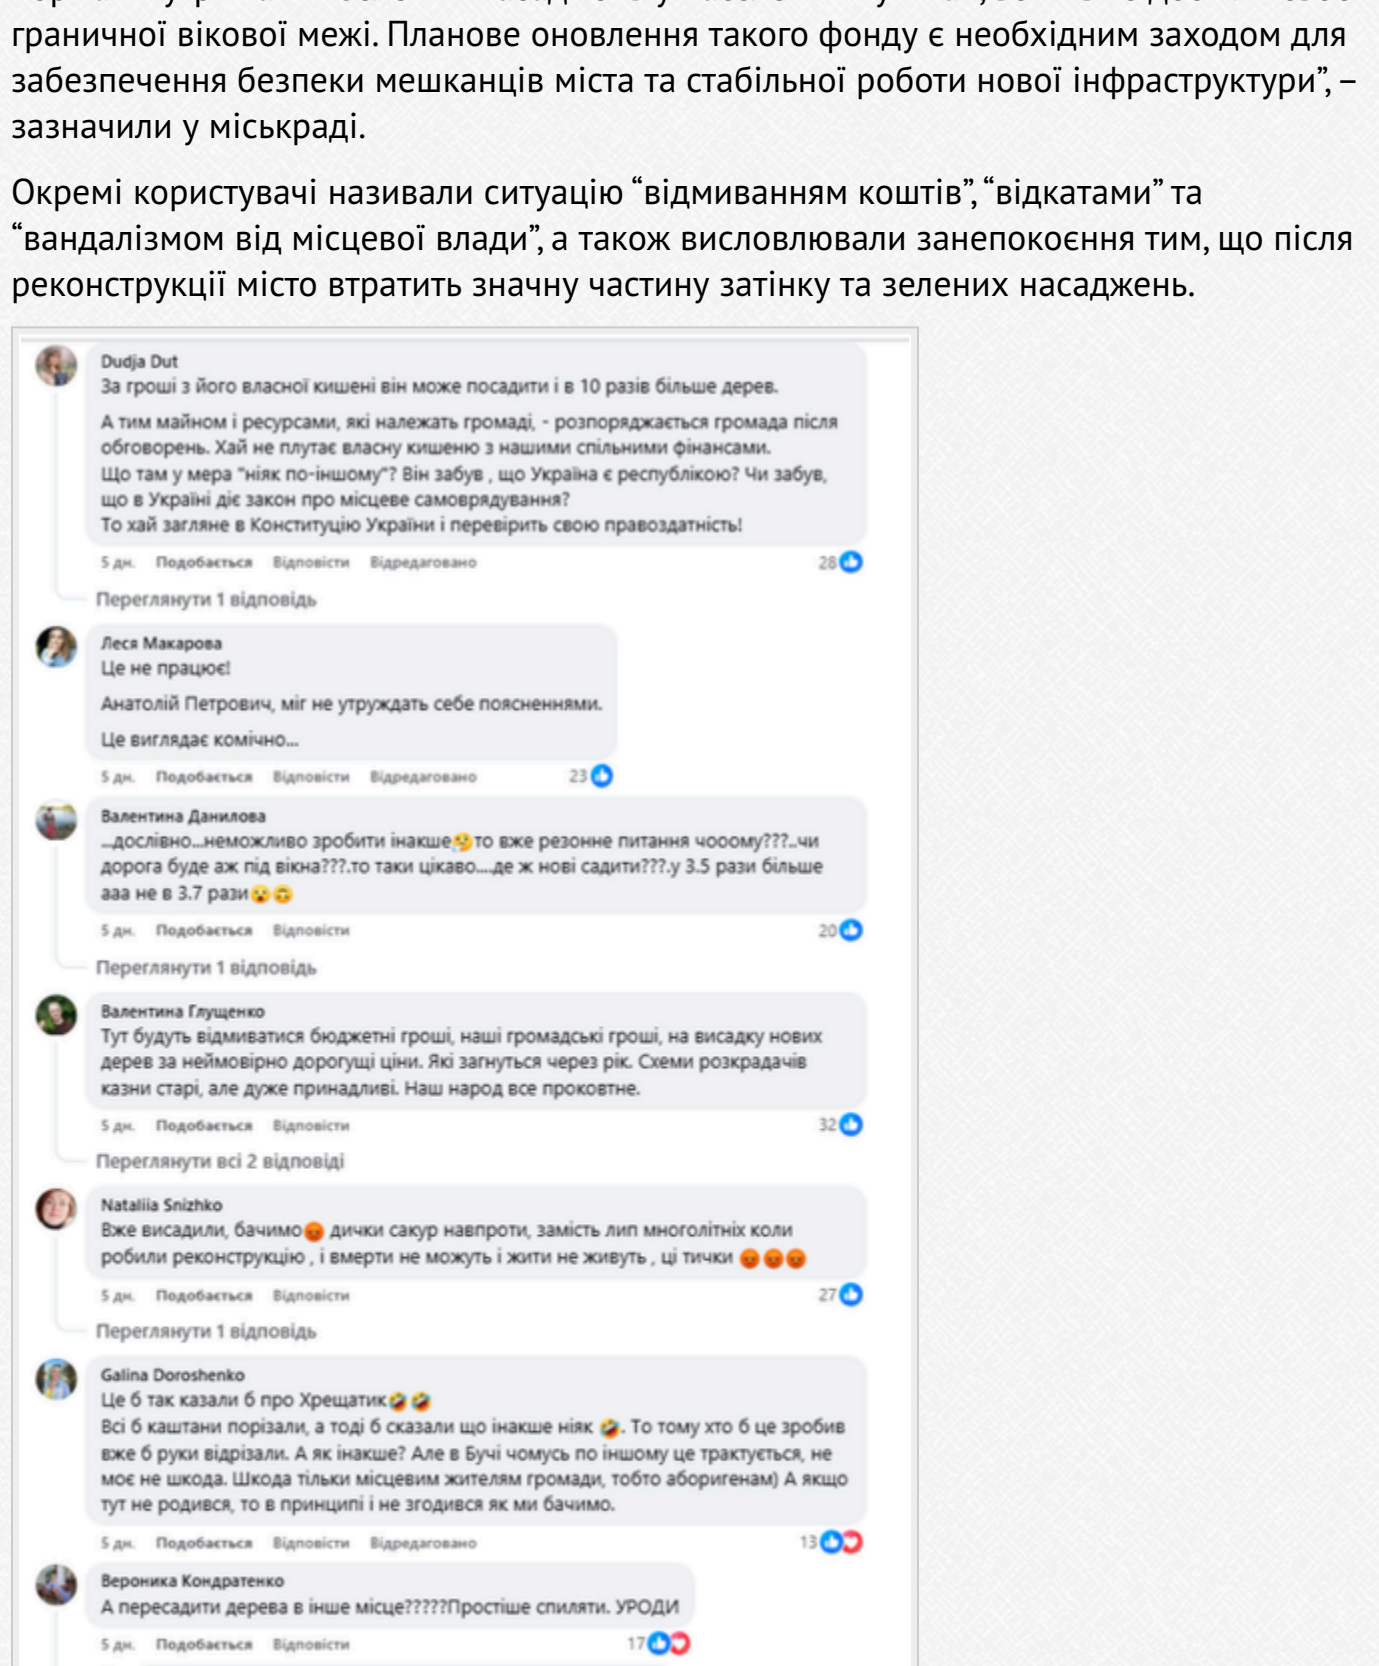 граничної вікової межі. Планове оновлення такого фонду є необхідним заходом для
забезпечення безпеки мешканців міста та стабільної роботи нової інфраструктури”, –
зазначили у міськраді.
Окремі користувачі називали ситуацію “відмиванням коштів”, “відкатами” та
“вандалізмом від місцевої влади”, а також висловлювали занепокоєння тим, що після
реконструкції місто втратить значну частину затінку та зелених насаджень.
Dudja Dut
За гроші з його власної кишені він може посадити і в 10 разів більше дерев.
А тим майном і ресурсами, які належать громаді, - розпоряджається громада після
обговорень. Хай не плутає власну кишеню з нашими спільними фінансами.
Що там у мера "ніяк по-іншому"? Він забув , що Україна є республікою? Чи забув,
що в Україні діє закон про місцеве самоврядування?
То хай загляне в Конституцію України і перевірить свою правоздатність!
5 дн. Подобається Відповісти Відредаговано 28
Переглянути 1 відповідь
Леся Макарова
Це не працює!
Анатолій Петрович, міг не утруждать себе поясненнями.
Це виглядає комічно...
5 дн. Подобається Відповісти Відредаговано 23
Валентина Данилова
...дослівно...неможливо зробити інакше🤔то вже резонне питання чооому???..чи
дорога буде аж під вікна???.то таки цікаво....де ж нові садити???.у 3.5 рази більше
ааа не в 3.7 рази😮🙃
5 дн. Подобається Відповісти 20
Переглянути 1 відповідь
Валентина Глущенко
Тут будуть відмиватися бюджетні гроші, наші громадські гроші, на висадку нових
дерев за неймовірно дорогущі ціни. Які загнуться через рік. Схеми розкрадачів
казни старі, але дуже принадливі. Наш народ все проковтне.
5 дн. Подобається Відповісти 32
Переглянути всі 2 відповіді
Nataliia Snizhko
Вже висадили, бачимо😡 дички сакур навпроти, замість лип многолітніх коли
робили реконструкцію , і вмерти не можуть і жити не живуть , ці тички 😡😡😡
5 дн. Подобається Відповісти 27
Переглянути 1 відповідь
Galina Doroshenko
Це б так казали б про Хрещатик🤣🤣
Всі б каштани порізали, а тоді б сказали що інакше ніяк 🤣. То тому хто б це зробив
вже б руки відрізали. А як інакше? Але в Бучі чомусь по іншому це трактується, не
моє не шкода. Шкода тільки місцевим жителям громади, тобто аборигенам) А якщо
тут не родився, то в принципі і не згодився як ми бачимо.
5 дн. Подобається Відповісти Відредаговано 13
Вероника Кондратенко
А пересадити дерева в інше місце?????Простіше спиляти. УРОДИ
5 дн. Подобається Відповісти 17